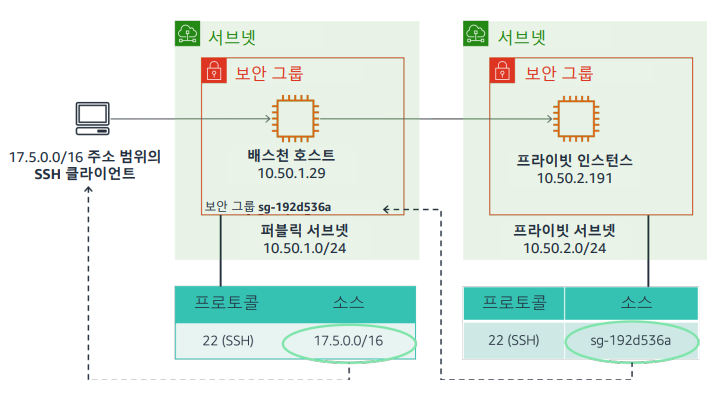 서브넷
보안 그룹
17.5.0.0/16 주소 범위의
SSH 클라이언트
배스천 호스트
10.50.1.29
보안 그룹 sg-192d536a
퍼블릭 서브넷
10.50.1.0/24
프로토콜 소스
22 (SSH) 17.5.0.0/16
서브넷
보안 그룹
프라이빗 인스턴스
10.50.2.191
프라이빗 서브넷
10.50.2.0/24
프로토콜 소스
22 (SSH) sg-192d536a